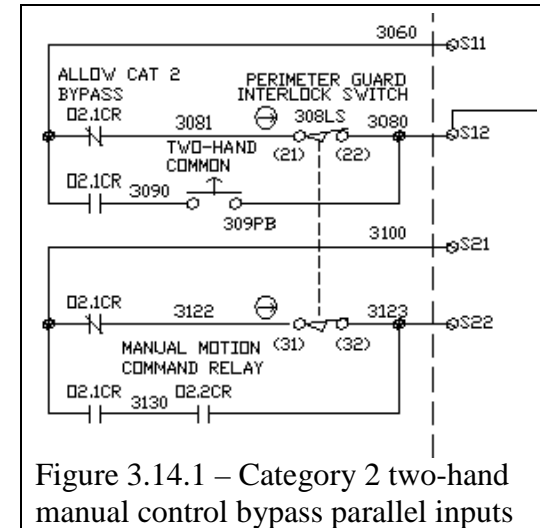 3060
S11
ALLOW CAT 2
BYPASS
PERIMETER GUARD
INTERLOCK SWITCH
02.1CR
3081
308LS
3080
S12
TWO-HAND
COMMON
(21)
(22)
02.1CR
3090
309PB
3100
S21
02.1CR
3122
3123
S22
MANUAL MOTION
COMMAND RELAY
(31)
(32)
02.1CR
3130
02.2CR
Figure 3.14.1 – Category 2 two-hand
manual control bypass parallel inputs